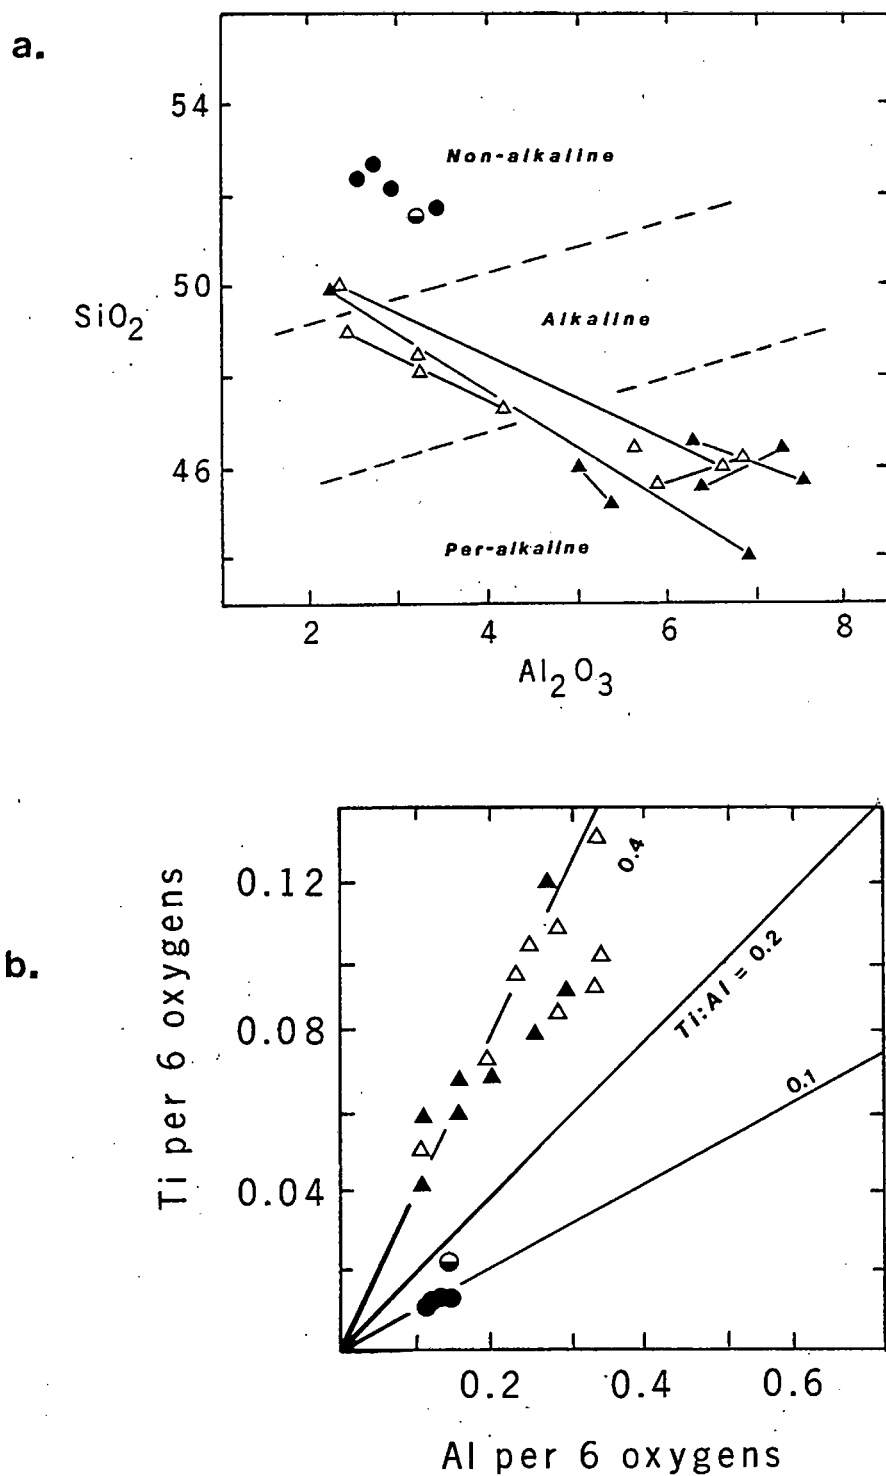 a.
54
Non-alkaline
50
SiO2
Alkaline
46
Per-alkaline
2 4 6 8
Al2O3
b.
Ti per 6 oxygens
0.12
0.4
Ti:Al = 0.2
0.08
0.1
0.04
0.2 0.4 0.6
Al per 6 oxygens